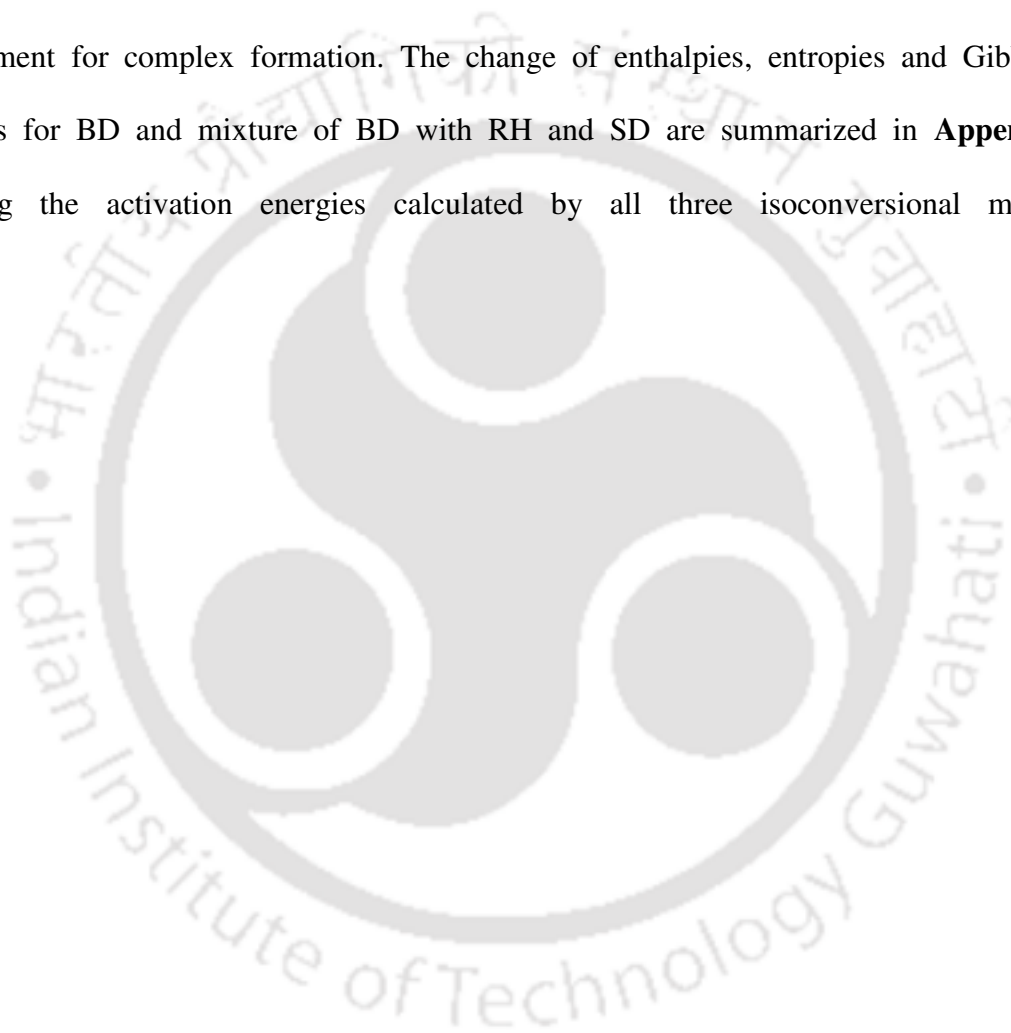 ment for complex formation. The change of enthalpies, entropies and Gib
s for BD and mixture of BD with RH and SD are summarized in Appe
g the activation energies calculated by all three isoconversional m
भारतीय प्रौद्योगिकी संस्थान गुवाहाटी
Indian Institute of Technology Guwahati